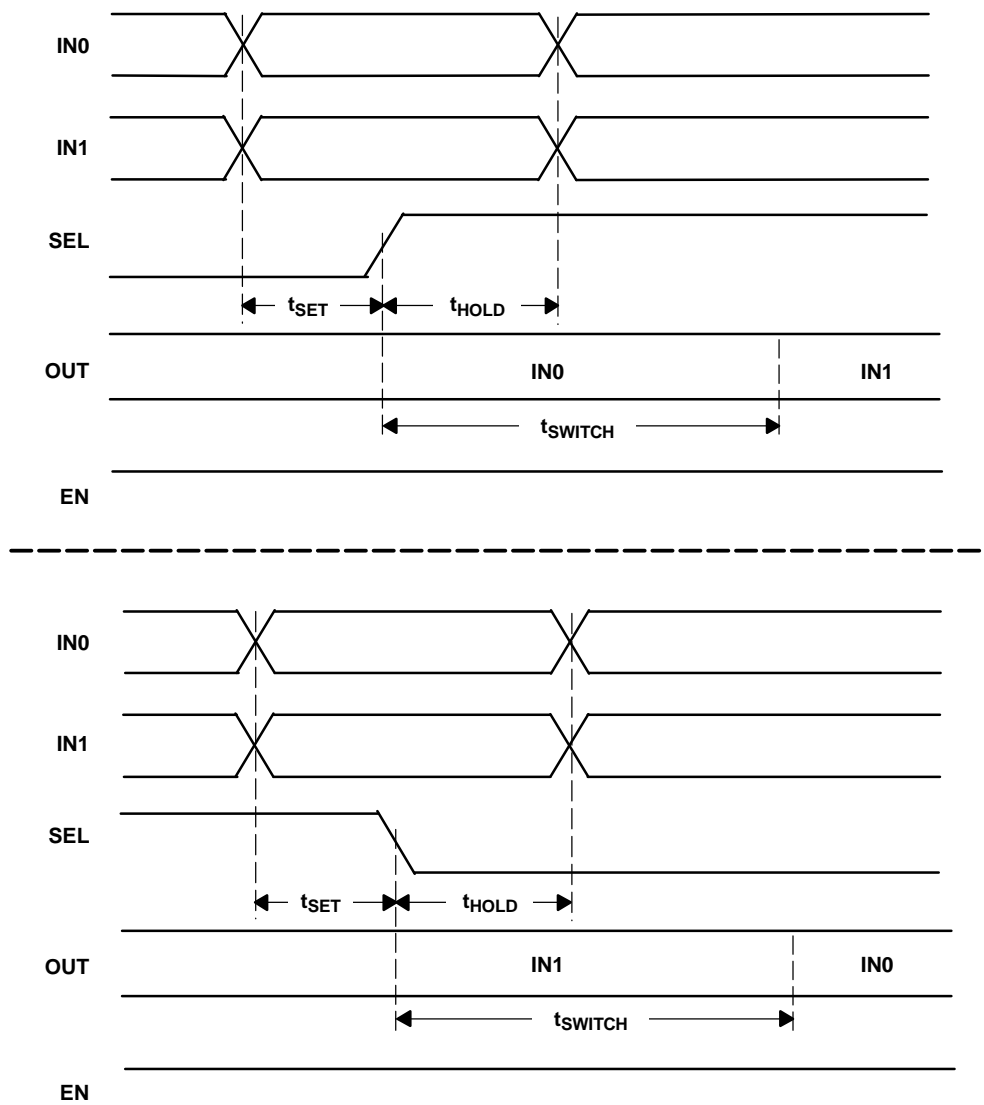 IN0
IN1
SEL
tSET tHOLD
OUT IN0 IN1
tSWITCH
EN
IN0
IN1
SEL
tSET tHOLD
OUT IN1 IN0
tSWITCH
EN